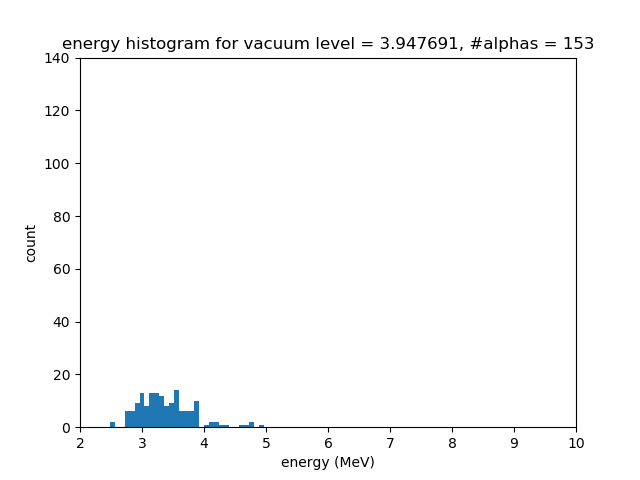 energy histogram for vacuum level = 3.947691, #alphas = 153
140
120
100
80
60
40
20
0
count
2 3 4 5 6 7 8 9 10
energy (MeV)